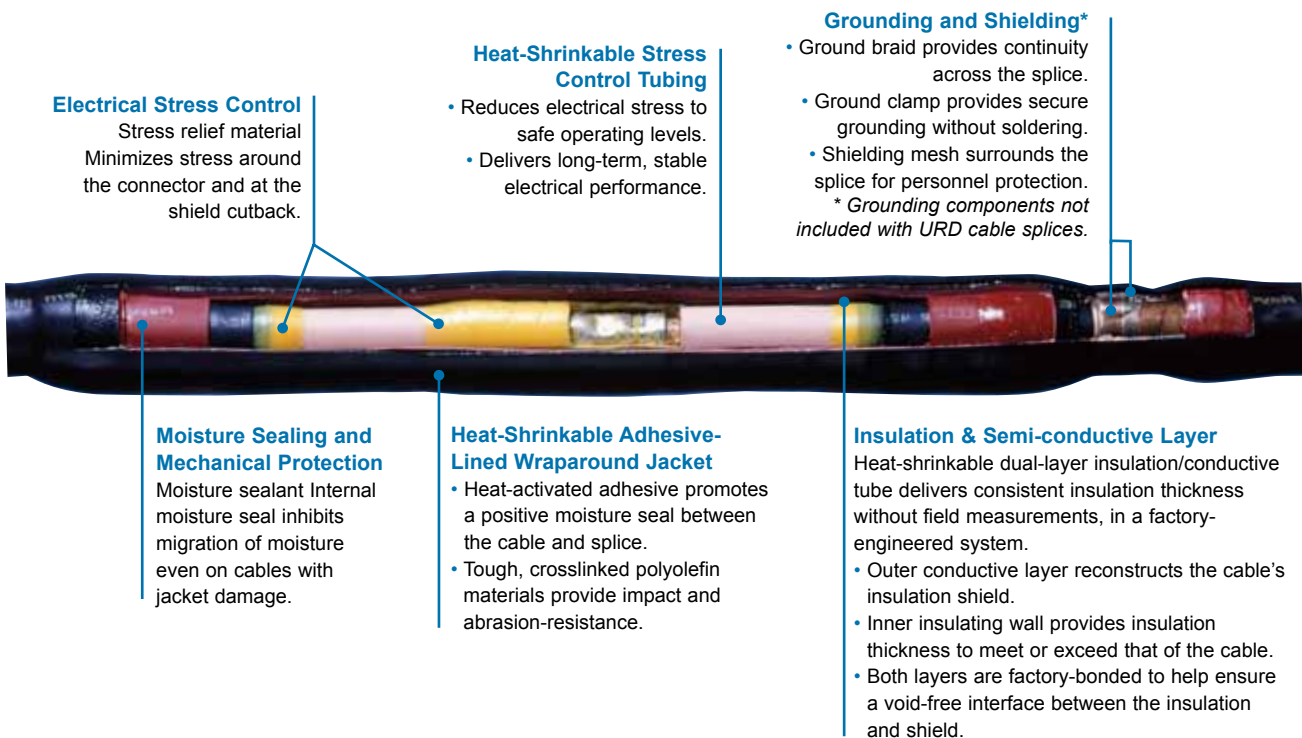 Electrical Stress Control
Stress relief material
Minimizes stress around
the connector and at the
shield cutback.
Heat-Shrinkable Stress
Control Tubing
• Reduces electrical stress to
safe operating levels.
• Delivers long-term, stable
electrical performance.
Grounding and Shielding*
• Ground braid provides continuity
across the splice.
• Ground clamp provides secure
grounding without soldering.
• Shielding mesh surrounds the
splice for personnel protection.
* Grounding components not
included with URD cable splices.
Moisture Sealing and
Mechanical Protection
Moisture sealant Internal
moisture seal inhibits
migration of moisture
even on cables with
jacket damage.
Heat-Shrinkable Adhesive-
Lined Wraparound Jacket
• Heat-activated adhesive promotes
a positive moisture seal between
the cable and splice.
• Tough, crosslinked polyolefin
materials provide impact and
abrasion-resistance.
Insulation & Semi-conductive Layer
Heat-shrinkable dual-layer insulation/conductive
tube delivers consistent insulation thickness
without field measurements, in a factory-
engineered system.
• Outer conductive layer reconstructs the cable’s
insulation shield.
• Inner insulating wall provides insulation
thickness to meet or exceed that of the cable.
• Both layers are factory-bonded to help ensure
a void-free interface between the insulation
and shield.